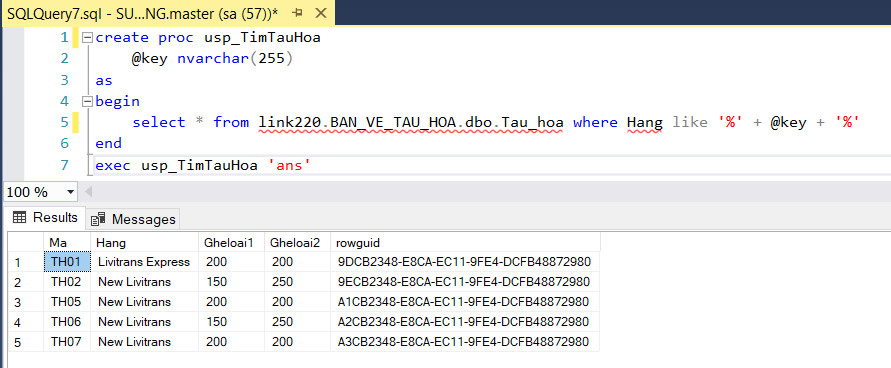 SQLQuery7.sql - SU...NG.master (sa (57))*
1 create proc usp_TimTauHoa
2 @key nvarchar(255)
3 as
4 begin
5 select * from link220.BAN_VE_TAU_HOA.dbo.Tau_hoa where Hang like '%' + @key + '%'
6 end
7 exec usp_TimTauHoa 'ans'
100 %
Results Messages
Ma Hang Gheloai1 Gheloai2 rowguid
1 TH01 Livitrans Express 200 200 9DCB2348-E8CA-EC11-9FE4-DCFB48872980
2 TH02 New Livitrans 150 250 9ECB2348-E8CA-EC11-9FE4-DCFB48872980
3 TH05 New Livitrans 200 200 A1CB2348-E8CA-EC11-9FE4-DCFB48872980
4 TH06 New Livitrans 150 250 A2CB2348-E8CA-EC11-9FE4-DCFB48872980
5 TH07 New Livitrans 200 200 A3CB2348-E8CA-EC11-9FE4-DCFB48872980